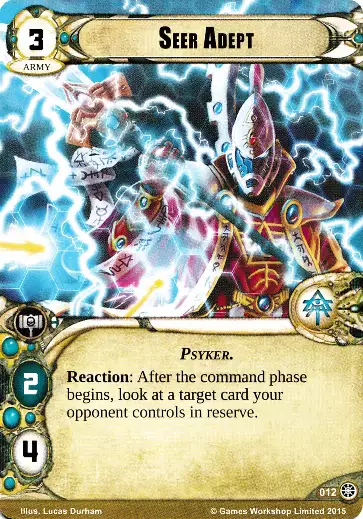 3
SEER ADEPT
ARMY
PSYKER.
2
Reaction: After the command phase
begins, look at a target card your
opponent controls in reserve.
4
012
Illus. Lucas Durham
© Games Workshop Limited 2015